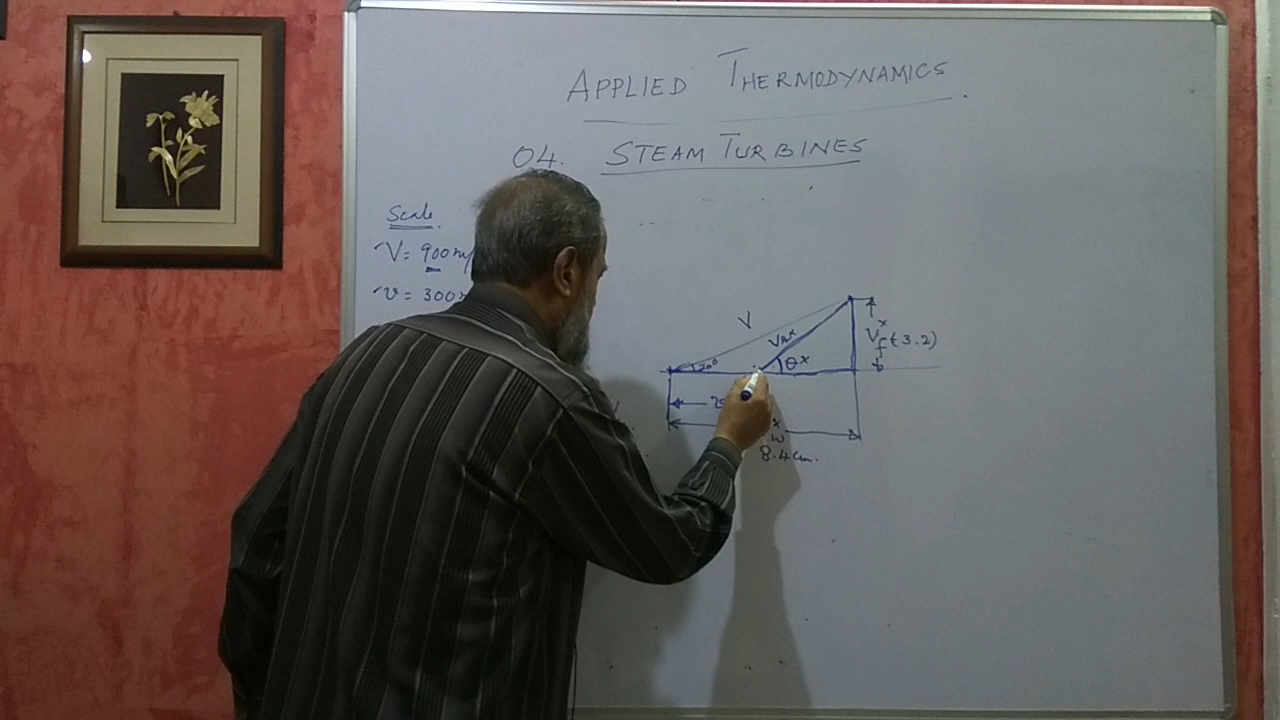 APPLIED THERMODYNAMICS
04. STEAM TURBINES
Scale
V = 900 m/
v = 300
V
Vr x
20°
θ x
x
Vf (3.2)
x
w
8.4 cm.